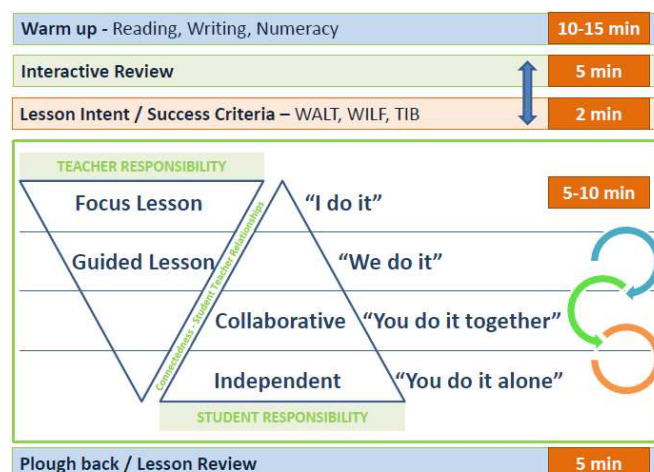 Warm up - Reading, Writing, Numeracy 10-15 min
Interactive Review 5 min
Lesson Intent / Success Criteria – WALT, WILF, TIB 2 min
TEACHER RESPONSIBILITY
Focus Lesson "I do it" 5-10 min
Guided Lesson "We do it"
Connectedness - Student Teacher Relationships
Collaborative "You do it together"
Independent "You do it alone"
STUDENT RESPONSIBILITY
Plough back / Lesson Review 5 min